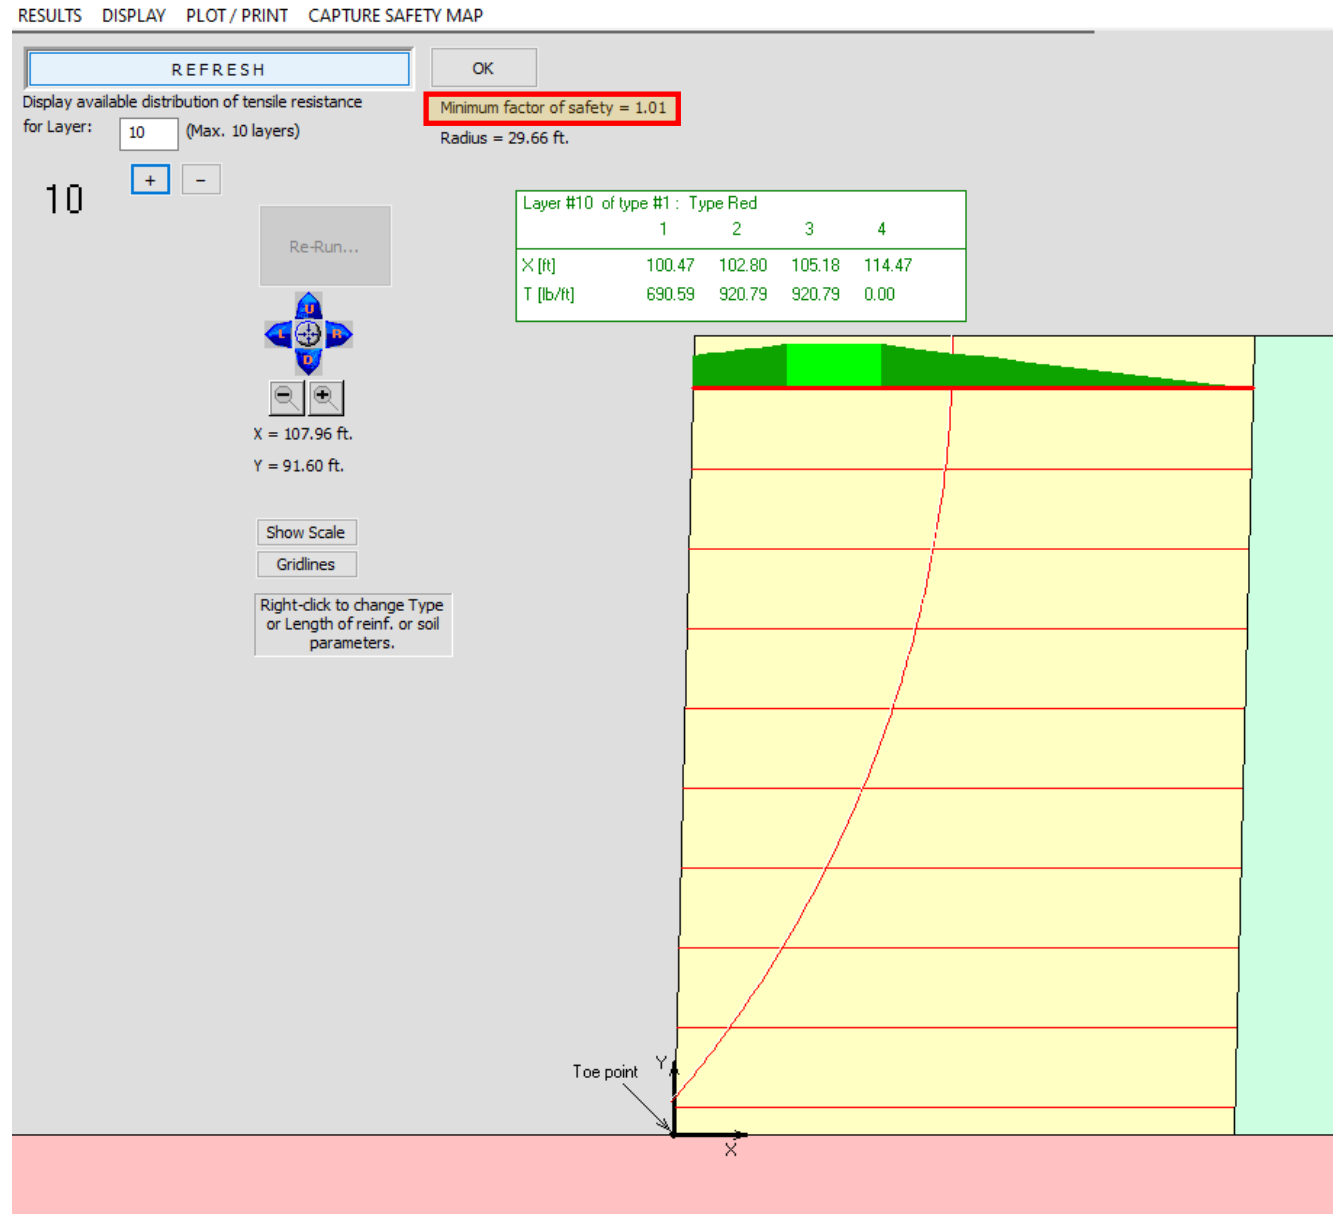 RESULTS DISPLAY PLOT / PRINT CAPTURE SAFETY MAP
REFRESH
OK
Display available distribution of tensile resistance
for Layer: 10 (Max. 10 layers)
Minimum factor of safety = 1.01
Radius = 29.66 ft.
+ -
10
Layer #10 of type #1 : Type Red
1 2 3 4
X [ft] 100.47 102.80 105.18 114.47
T [lb/ft] 690.59 920.79 920.79 0.00
Re-Run...
U
L R
D
X = 107.96 ft.
Y = 91.60 ft.
Show Scale
Gridlines
Right-click to change Type
or Length of reinf. or soil
parameters.
Toe point
Y
X